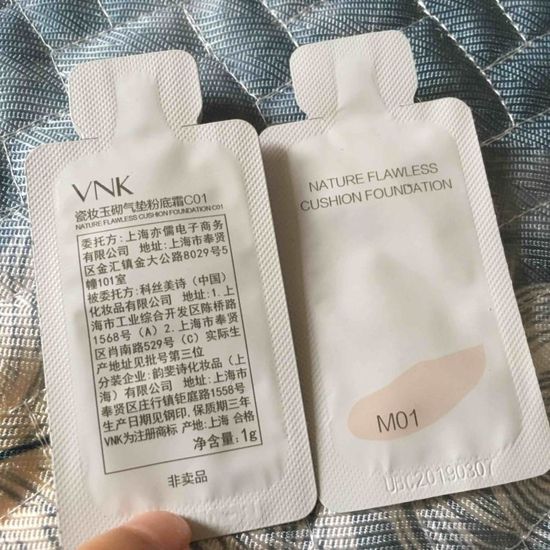 VNK
瓷妆玉砌气垫粉底霜C01
NATURE FLAWLESS CUSHION FOUNDATION C01
委托方:上海亦儒电子商务
有限公司 地址:上海市奉贤
区金汇镇金大公路8029号5
幢101室
被委托方:科丝美诗(中国)
化妆品有限公司 地址:1.上
海市工业综合开发区陈桥路
1568号(A)2.上海市奉贤
区肖南路529号(C)实际生
产地址见批号第三位
分装企业:韵斐诗化妆品(上
海)有限公司 地址:上海市
奉贤区庄行镇钜庭路1558号
生产日期见钢印,保质期三年
VNK为注册商标 产地:上海 合格
净含量:1g
非卖品
NATURE FLAWLESS
CUSHION FOUNDATION
M01
UBC20190307